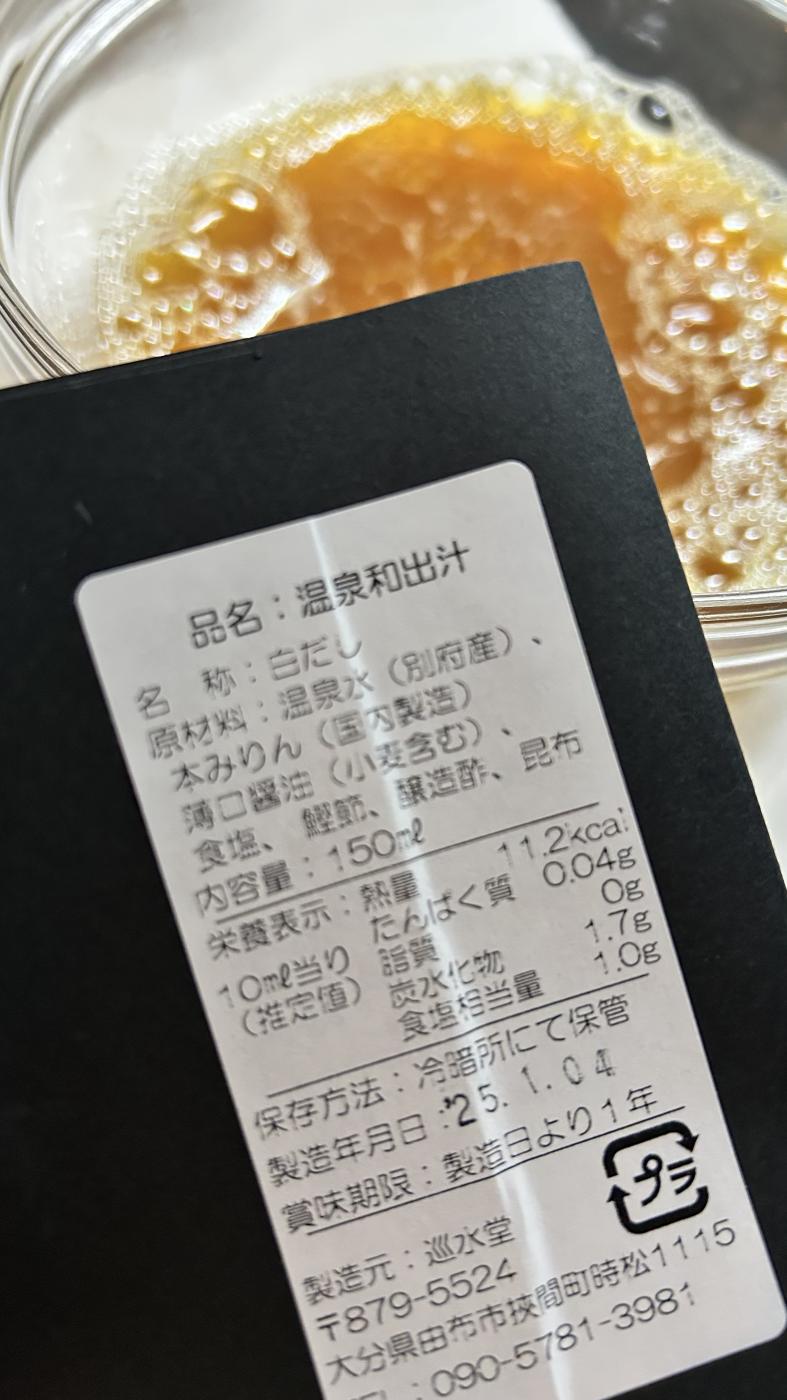 品名：温泉和出汁
名　称：白だし
原材料：温泉水（別府産）、
本みりん（国内製造）
薄口醤油（小麦含む）、
食塩、鰹節、醸造酢、昆布
内容量：150㎖
栄養表示：熱量 11.2kcal
10㎖当り たんぱく質 0.04g
（推定値） 脂質 0g
炭水化物 1.7g
食塩相当量 1.0g
保存方法：冷暗所にて保管
製造年月日：'25.1.04
賞味期限：製造日より1年
プラ
製造元：巡水堂
〒879-5524
大分県由布市挾間町時松1115
TEL：090-5781-3981